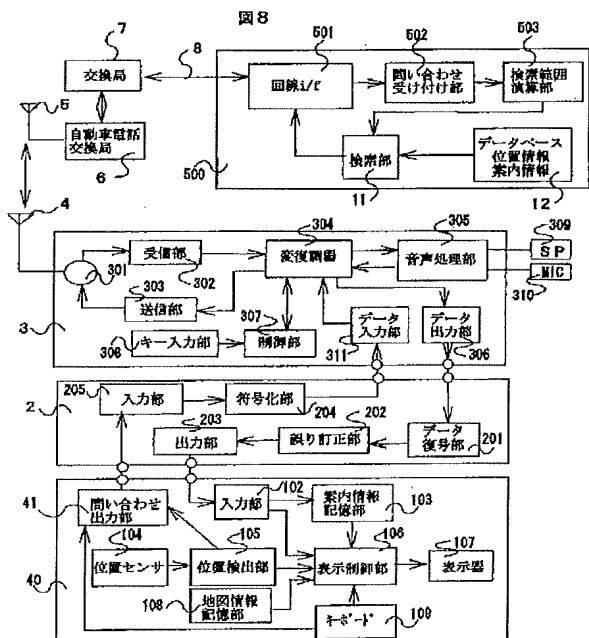 図8
7
交換局
8
5
自動車電話
交換局
6
4
501
回線i/f
502
問い合わせ
受け付け部
503
検索範囲
演算部
検索部
11
データベース
位置情報
案内情報
12
500
301
受信部
302
304
変復調器
305
音声処理部
SP
309
MIC
310
303
送信部
キー入力部
307
制御部
データ
入力部
311
データ
出力部
306
3
205
入力部
符号化部
204
203
出力部
202
誤り訂正部
データ
復号部
201
2
41
問い合わせ
出力部
102
入力部
案内情報
記憶部
103
104
位置センサ
105
位置検出部
106
表示制御部
107
表示器
108
地図情報
記憶部
キーボード
109
40